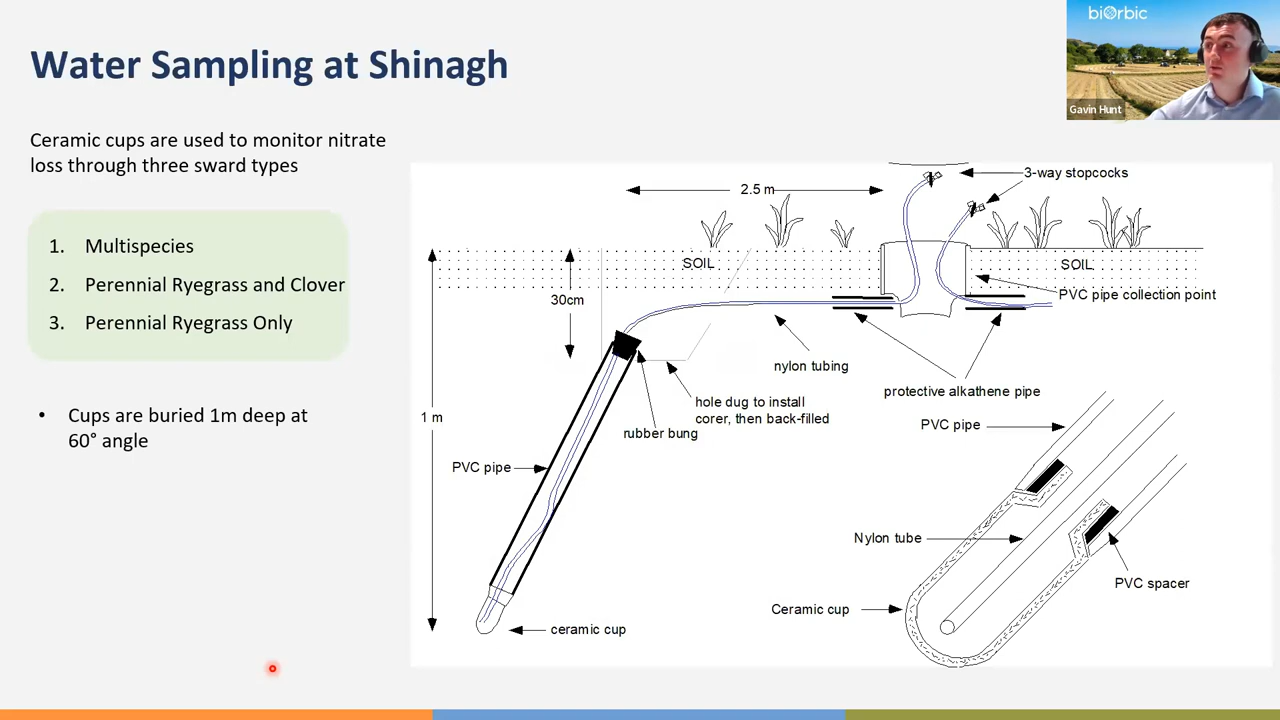 Water Sampling at Shinagh
biOrbic
Gavin Hunt
Ceramic cups are used to monitor nitrate
loss through three sward types
1. Multispecies
2. Perennial Ryegrass and Clover
3. Perennial Ryegrass Only
• Cups are buried 1m deep at
60° angle
3-way stopcocks
2.5 m
SOIL
SOIL
30cm
PVC pipe collection point
nylon tubing
protective alkathene pipe
hole dug to install
corer, then back-filled
1 m
rubber bung
PVC pipe
PVC pipe
Nylon tube
PVC spacer
Ceramic cup
ceramic cup